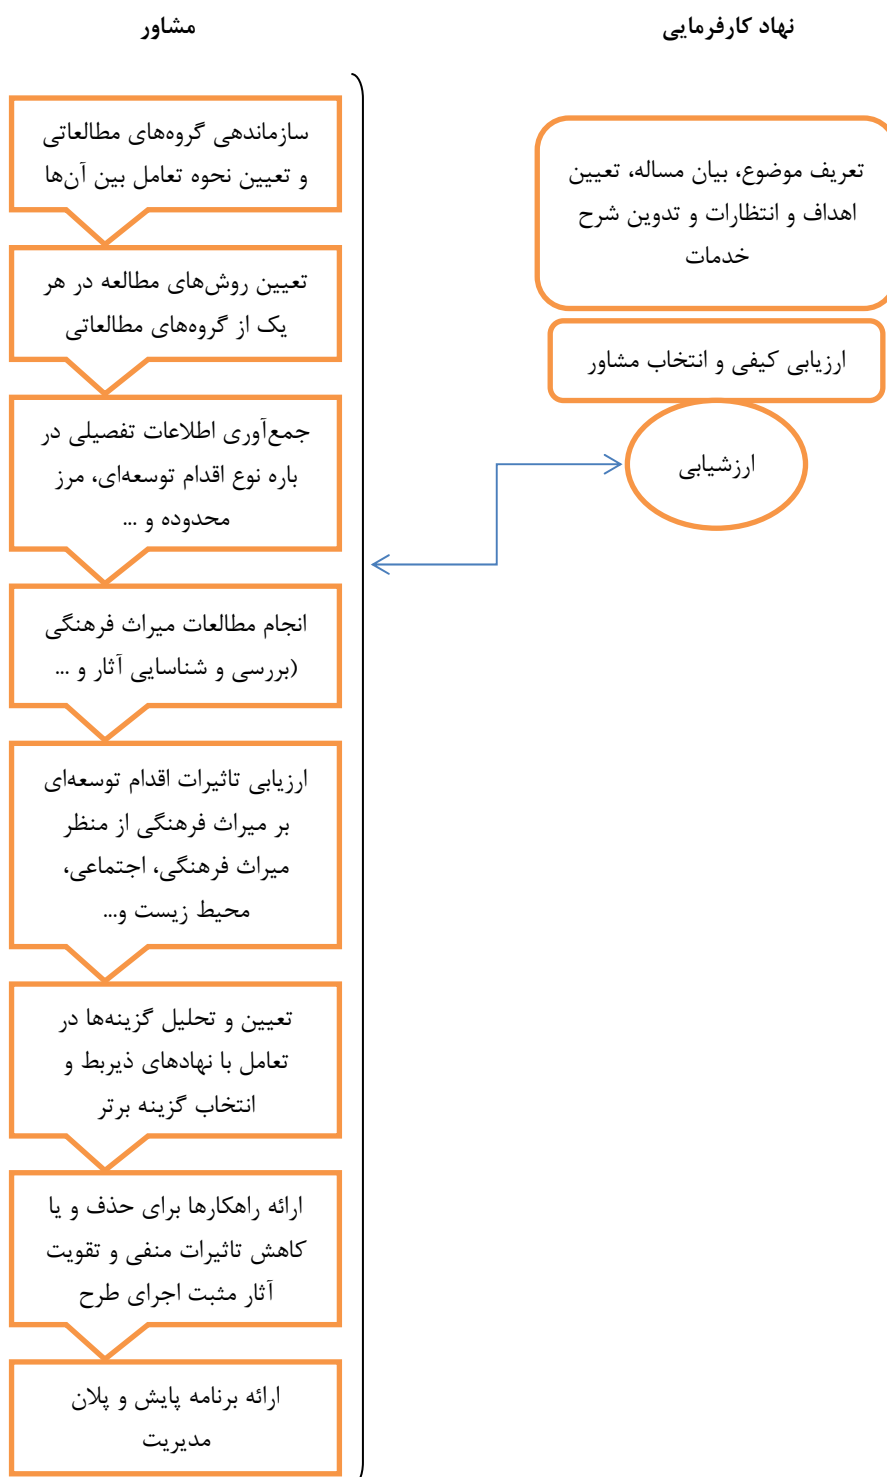 نهاد کارفرمایی
تعریف موضوع، بیان مساله، تعیین
اهداف و انتظارات و تدوین شرح
خدمات
ارزیابی کیفی و انتخاب مشاور
ارزشیابی
مشاور
سازماندهی گروه‌های مطالعاتی
و تعیین نحوه تعامل بین آن‌ها
تعیین روش‌های مطالعه در هر
یک از گروه‌های مطالعاتی
جمع‌آوری اطلاعات تفصیلی در
باره نوع اقدام توسعه‌ای، مرز
محدوده و ...
انجام مطالعات میراث فرهنگی
(بررسی و شناسایی آثار و ...
ارزیابی تاثیرات اقدام توسعه‌ای
بر میراث فرهنگی از منظر
میراث فرهنگی، اجتماعی،
محیط زیست و...
تعیین و تحلیل گزینه‌ها در
تعامل با نهادهای ذیربط و
انتخاب گزینه برتر
ارائه راهکارها برای حذف و یا
کاهش تاثیرات منفی و تقویت
آثار مثبت اجرای طرح
ارائه برنامه پایش و پلان
مدیریت